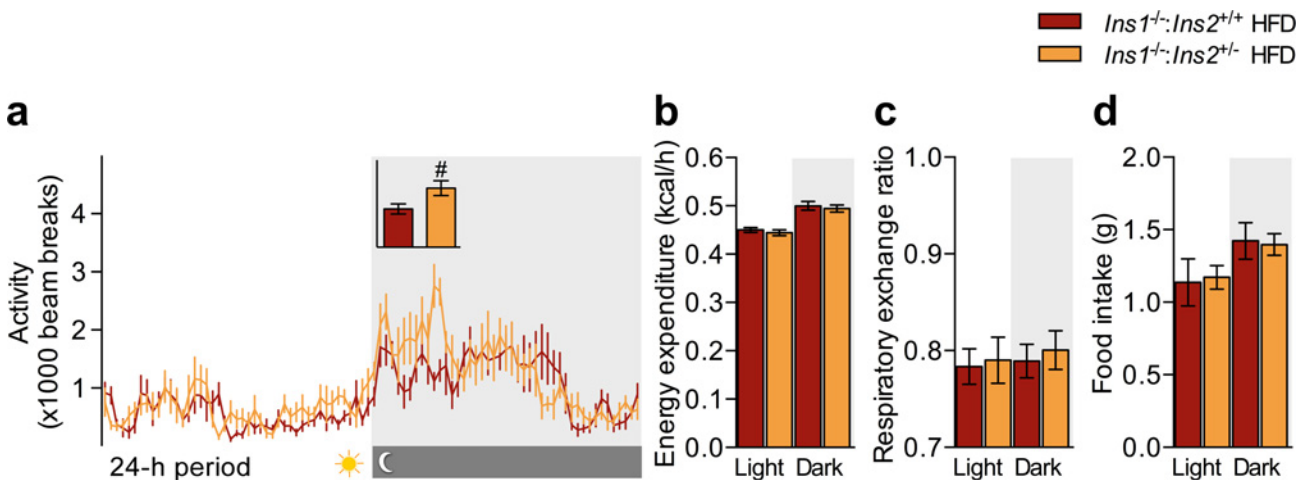 Ins1-/-:Ins2+/+ HFD
Ins1-/-:Ins2+/- HFD
a
Activity
(x1000 beam breaks)
4
3
2
1
#
24-h period
b
Energy expenditure (kcal/h)
0.6
0.5
0.4
0.3
0.2
0.1
0.0
Light Dark
c
Respiratory exchange ratio
1.0
0.9
0.8
0.7
Light Dark
d
Food intake (g)
2.0
1.5
1.0
0.5
0.0
Light Dark